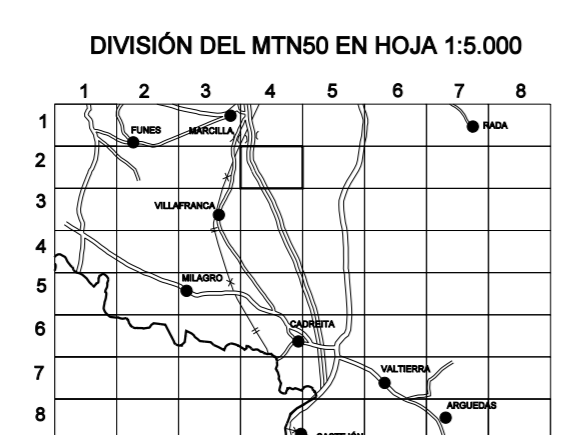 DIVISIÓN DEL MTN50 EN HOJA 1:5.000
1 2 3 4 5 6 7 8
1
FUNES
MARCILLA
RADA
2
3
VILLAFRANCA
4
5
MILAGRO
6
CADREITA
7
VALTIERRA
ARGUEDAS
8